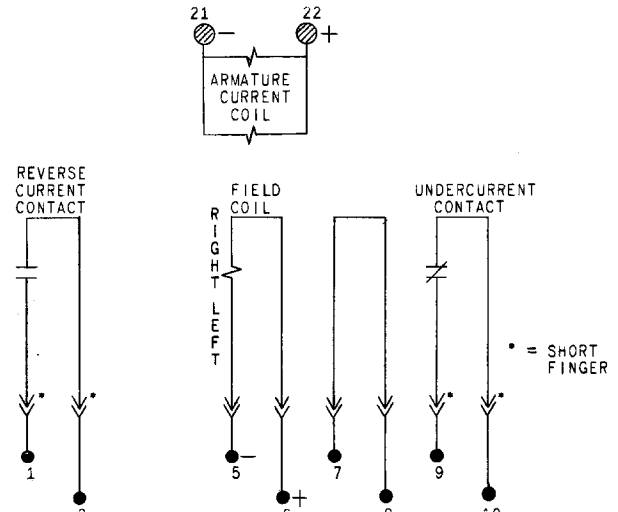 21 22
− +
ARMATURE
CURRENT
COIL
REVERSE
CURRENT
CONTACT
FIELD
COIL
RIGHT LEFT
UNDERCURRENT
CONTACT
* = SHORT
FINGER
* * * *
1 5 − 7 9
+